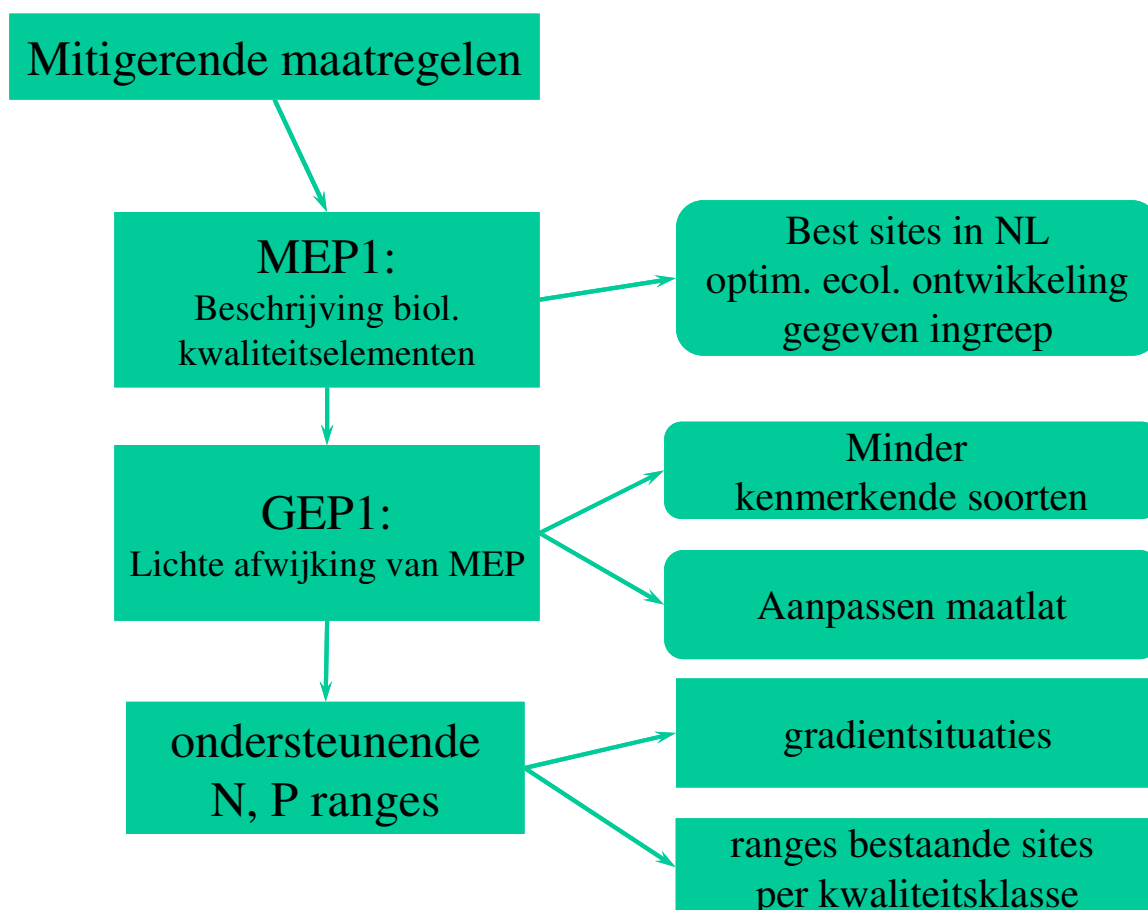 Mitigerende maatregelen
MEP1:
Beschrijving biol.
kwaliteitselementen
Best sites in NL
optim. ecol. ontwikkeling
gegeven ingreep
GEP1:
Lichte afwijking van MEP
Minder
kenmerkende soorten
Aanpassen maatlat
ondersteunende
N, P ranges
gradientsituaties
ranges bestaande sites
per kwaliteitsklasse